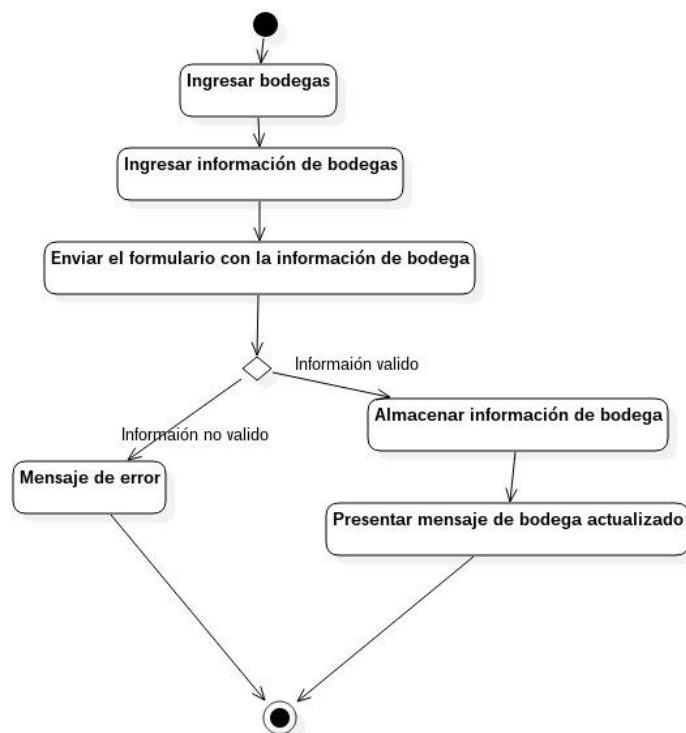 Ingresar bodegas
Ingresar información de bodegas
Enviar el formulario con la información de bodega
Informaión valido
Almacenar información de bodega
Informaión no valido
Mensaje de error
Presentar mensaje de bodega actualizado